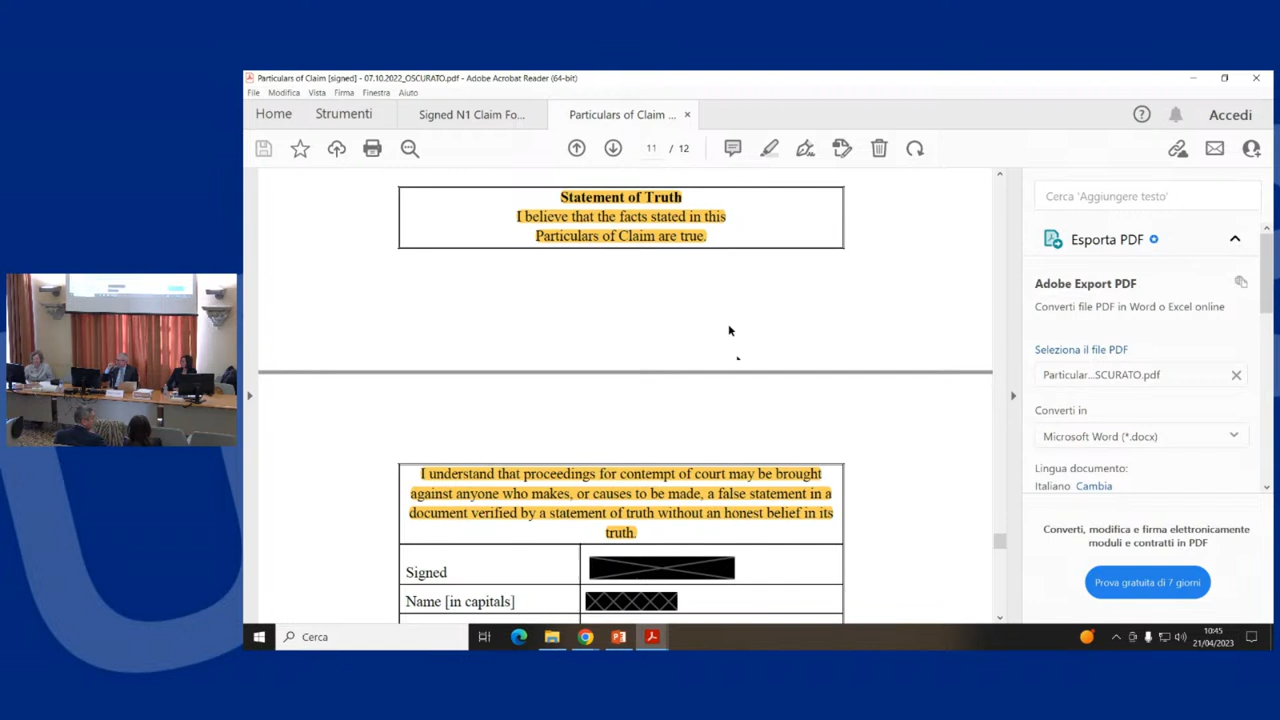 Particulars of Claim [signed] - 07.10.2022_OSCURATO.pdf - Adobe Acrobat Reader (64-bit)
File Modifica Vista Firma Finestra Aiuto
Home Strumenti Signed N1 Claim Fo... Particulars of Claim ... Accedi
11 / 12
Statement of Truth
I believe that the facts stated in this
Particulars of Claim are true.
I understand that proceedings for contempt of court may be brought
against anyone who makes, or causes to be made, a false statement in a
document verified by a statement of truth without an honest belief in its
truth.
Signed
Name [in capitals]
Cerca 'Aggiungere testo'
Esporta PDF
Adobe Export PDF
Converti file PDF in Word o Excel online
Seleziona il file PDF
Particular...SCURATO.pdf
Converti in
Microsoft Word (*.docx)
Lingua documento:
Italiano Cambia
Converti, modifica e firma elettronicamente
moduli e contratti in PDF
Prova gratuita di 7 giorni
Cerca
10:45
21/04/2023